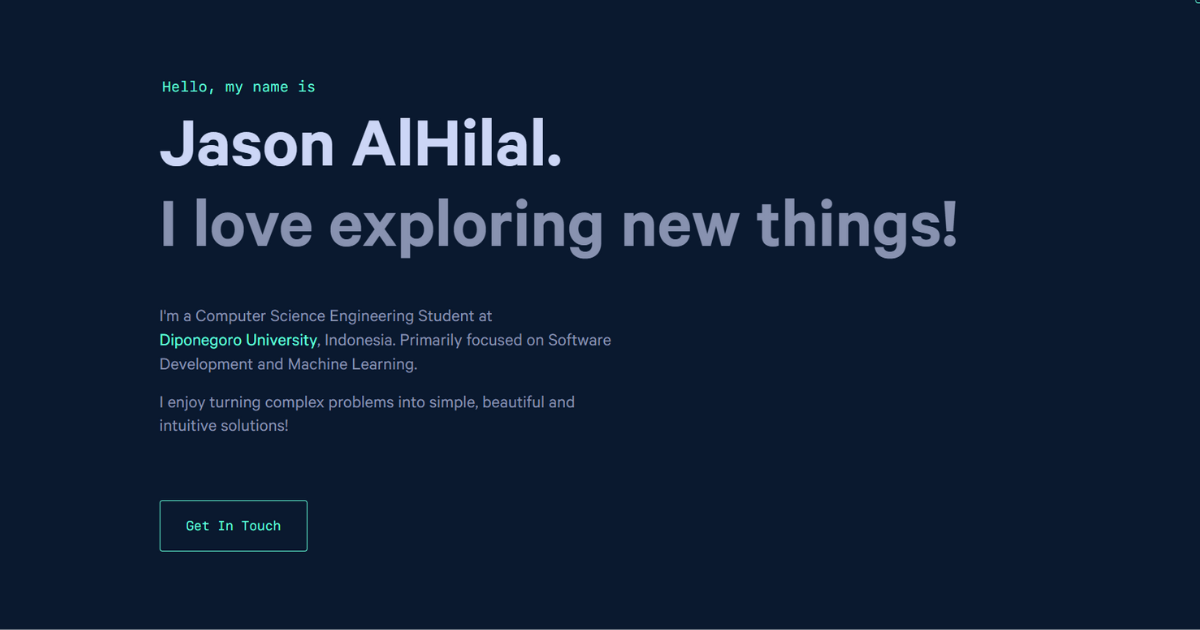 Hello, my name is
Jason AlHilal.
I love exploring new things!
I'm a Computer Science Engineering Student at
Diponegoro University, Indonesia. Primarily focused on Software
Development and Machine Learning.
I enjoy turning complex problems into simple, beautiful and
intuitive solutions!
Get In Touch